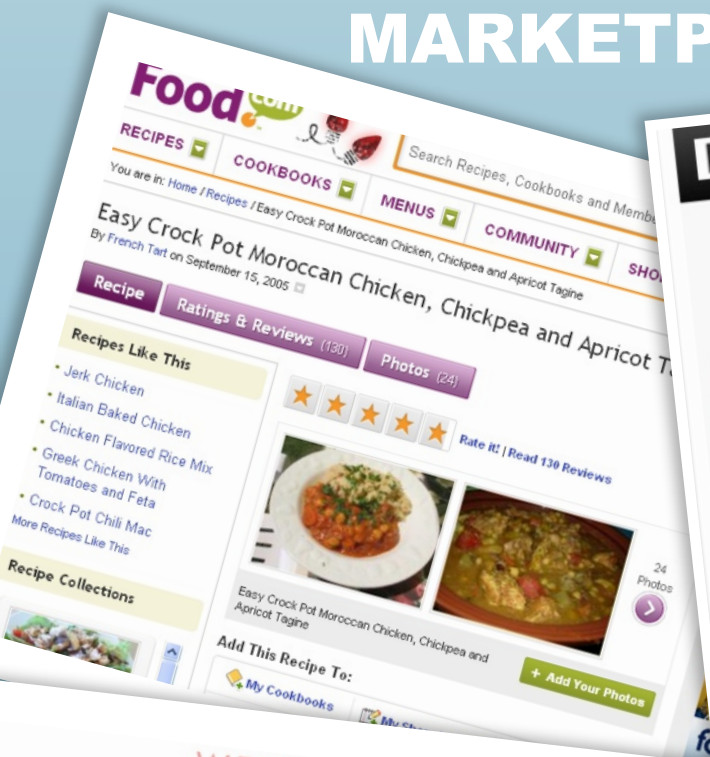 MARKETP
Food.com
RECIPES COOKBOOKS MENUS COMMUNITY SHO
Search Recipes, Cookbooks and Membe
You are in: Home / Recipes / Easy Crock Pot Moroccan Chicken, Chickpea and Apricot Tagine
Easy Crock Pot Moroccan Chicken, Chickpea and Apricot T
By French Tart on September 15, 2005
Recipe Ratings & Reviews (130) Photos (24)
Recipes Like This
Jerk Chicken
Italian Baked Chicken
Chicken Flavored Rice Mix
Greek Chicken With
Tomatoes and Feta
Crock Pot Chili Mac
More Recipes Like This
Recipe Collections
Rate it! | Read 130 Reviews
24
Photos
Easy Crock Pot Moroccan Chicken, Chickpea and
Apricot Tagine
+ Add Your Photos
Add This Recipe To:
My Cookbooks